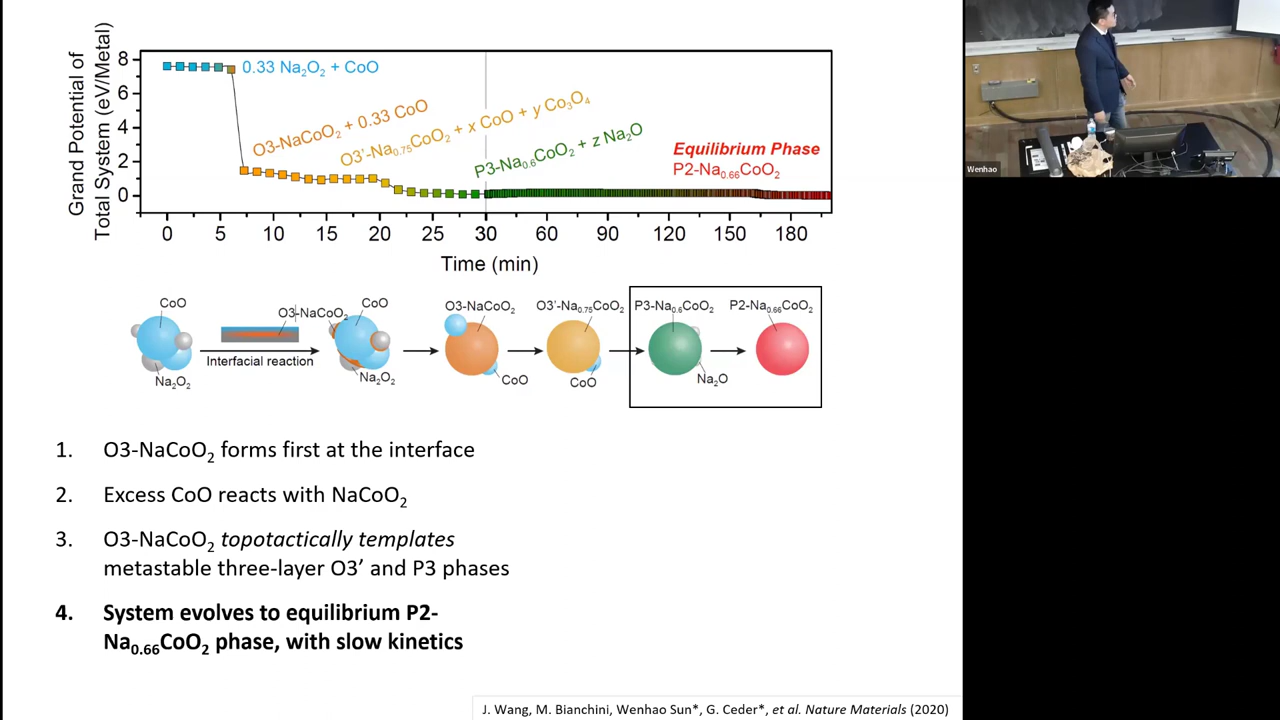 Grand Potential of
Total System (eV/Metal)
8
6
4
2
0
0.33 Na₂O₂ + CoO
O3-NaCoO₂ + 0.33 CoO
O3’-Na₀.₇₅CoO₂ + x CoO + y Co₃O₄
P3-Na₀.₆CoO₂ + z Na₂O
Equilibrium Phase
P2-Na₀.₆₆CoO₂
0 5 10 15 20 25 30 60 90 120 150 180
Time (min)
CoO
Na₂O₂
O3-NaCoO₂
Interfacial reaction
CoO
Na₂O₂
O3-NaCoO₂
CoO
O3’-Na₀.₇₅CoO₂
CoO
P3-Na₀.₆CoO₂
Na₂O
P2-Na₀.₆₆CoO₂
1. O3-NaCoO₂ forms first at the interface
2. Excess CoO reacts with NaCoO₂
3. O3-NaCoO₂ topotactically templates
metastable three-layer O3’ and P3 phases
4. System evolves to equilibrium P2-
Na₀.₆₆CoO₂ phase, with slow kinetics
J. Wang, M. Bianchini, Wenhao Sun*, G. Ceder*, et al. Nature Materials (2020)
Wenhao